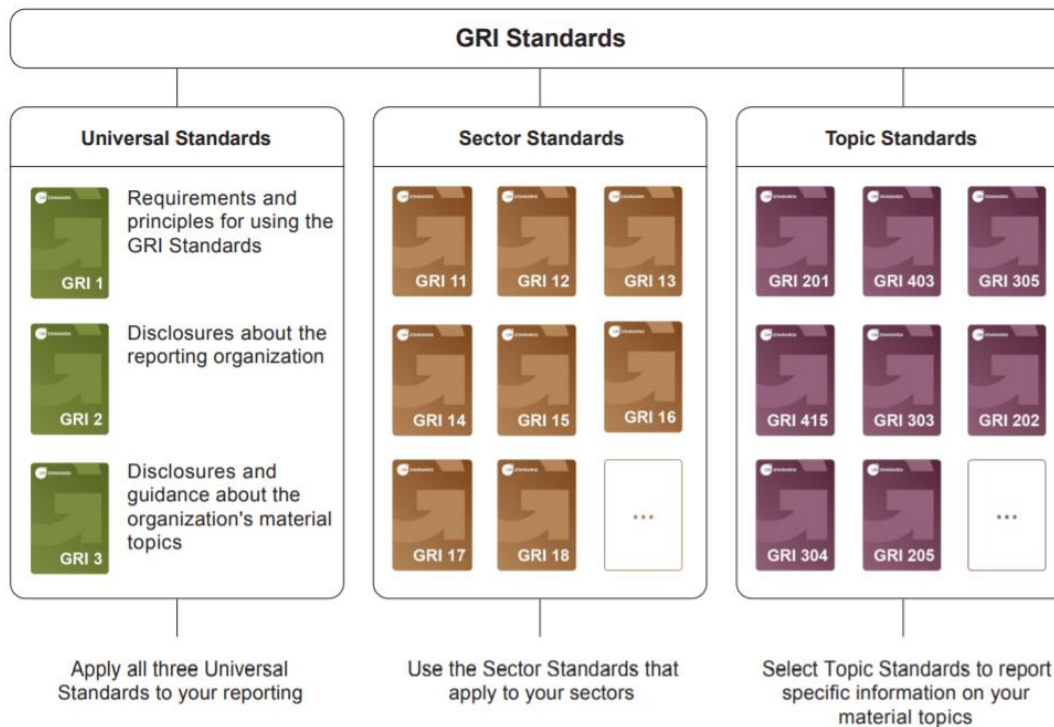 GRI Standards
Universal Standards
GRI 1
Requirements and
principles for using the
GRI Standards
GRI 2
Disclosures about the
reporting organization
GRI 3
Disclosures and
guidance about the
organization's material
topics
Apply all three Universal
Standards to your reporting
Sector Standards
GRI 11
GRI 12
GRI 13
GRI 14
GRI 15
GRI 16
GRI 17
GRI 18
...
Use the Sector Standards that
apply to your sectors
Topic Standards
GRI 201
GRI 403
GRI 305
GRI 415
GRI 303
GRI 202
GRI 304
GRI 205
...
Select Topic Standards to report
specific information on your
material topics